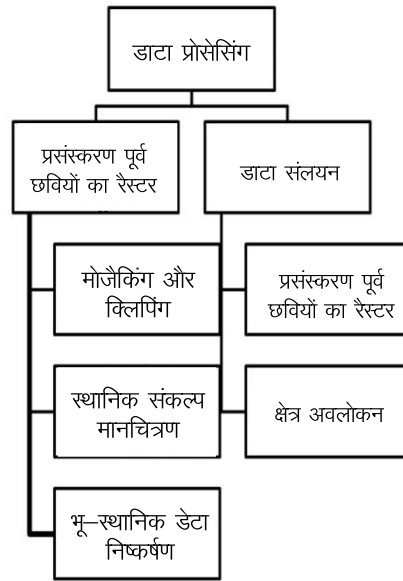 डाटा प्रोसेसिंग
प्रसंस्करण पूर्व
छवियों का रैस्टर
डाटा संलयन
मोजैकिंग और
क्लिपिंग
प्रसंस्करण पूर्व
छवियों का रैस्टर
स्थानिक संकल्प
मानचित्रण
क्षेत्र अवलोकन
भू–स्थानिक डेटा
निष्कर्षण